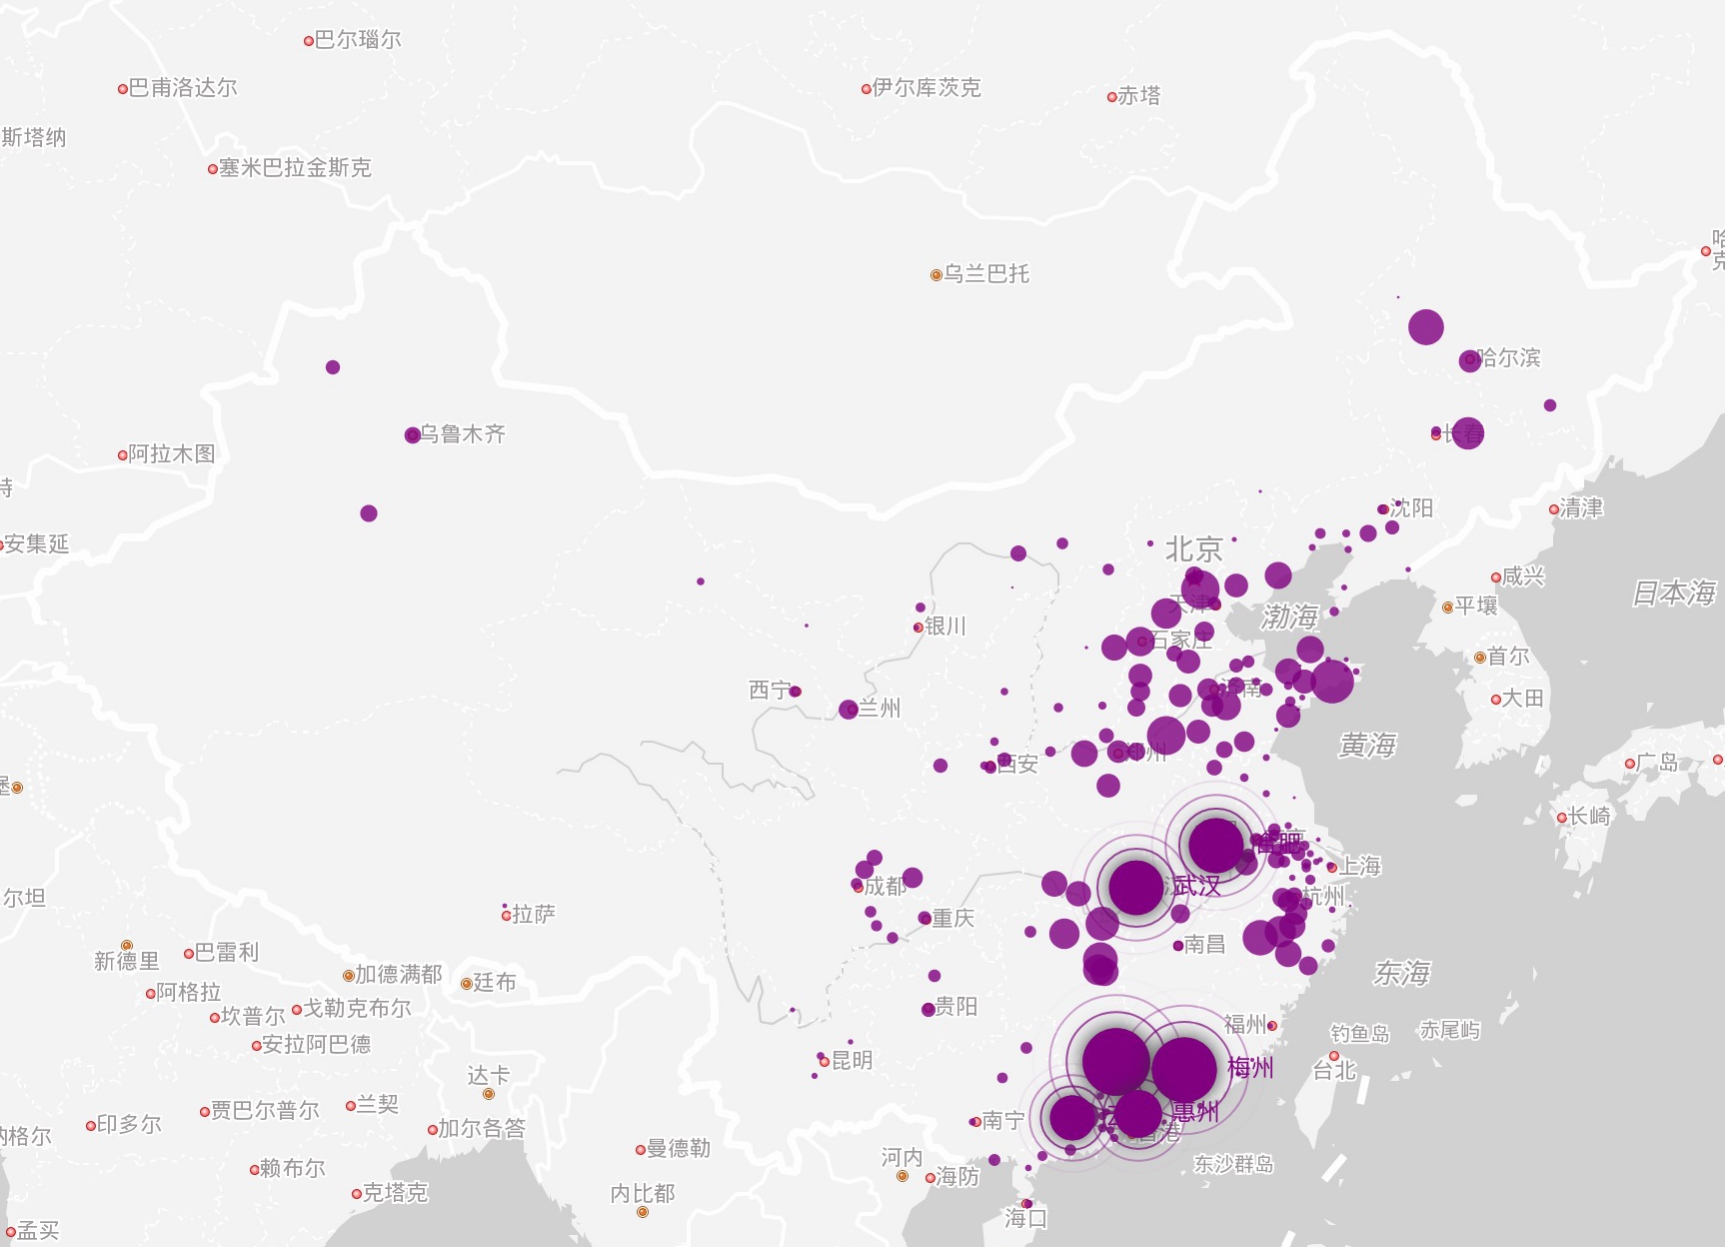 巴尔瑙尔
巴甫洛达尔
伊尔库茨克
赤塔
斯塔纳
塞米巴拉金斯克
哈
克
乌兰巴托
哈尔滨
乌鲁木齐
长春
阿拉木图
特
沈阳
清津
安集延
北京
咸兴
日本海
平壤
天津
渤海
银川
石家庄
首尔
西宁
济南
大田
兰州
黄海
郑州
西安
广岛
堡
长崎
合肥
上海
成都
武汉
杭州
尔坦
拉萨
重庆
南昌
新德里
巴雷利
加德满都
廷布
东海
阿格拉
坎普尔
戈勒克布尔
贵阳
福州
钓鱼岛
赤尾屿
安拉阿巴德
昆明
梅州
台北
达卡
贾巴尔普尔
兰契
惠州
印多尔
纳格尔
加尔各答
南宁
香港
曼德勒
河内
东沙群岛
赖布尔
海防
克塔克
内比都
海口
孟买